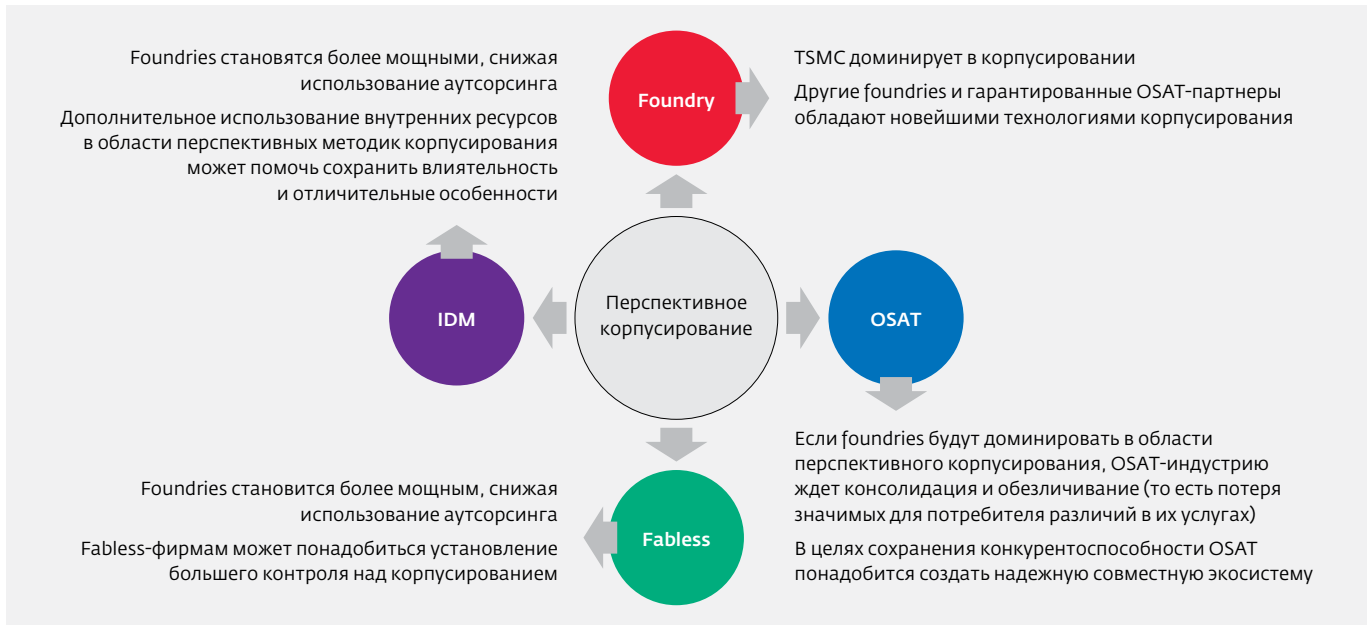 Foundries становятся более мощными, снижая
использование аутсорсинга
Дополнительное использование внутренних ресурсов
в области перспективных методик корпусирования
может помочь сохранить влиятельность
и отличительные особенности
Foundry
TSMC доминирует в корпусировании
Другие foundries и гарантированные OSAT-партнеры
обладают новейшими технологиями корпусирования
IDM
Перспективное
корпусирование
OSAT
Foundries становится более мощным, снижая
использование аутсорсинга
Fabless-фирмам может понадобиться установление
большего контроля над корпусированием
Fabless
Если foundries будут доминировать в области
перспективного корпусирования, OSAT-индустрию
ждет консолидация и обезличивание (то есть потеря
значимых для потребителя различий в их услугах)
В целях сохранения конкурентоспособности OSAT
понадобится создать надежную совместную экосистему